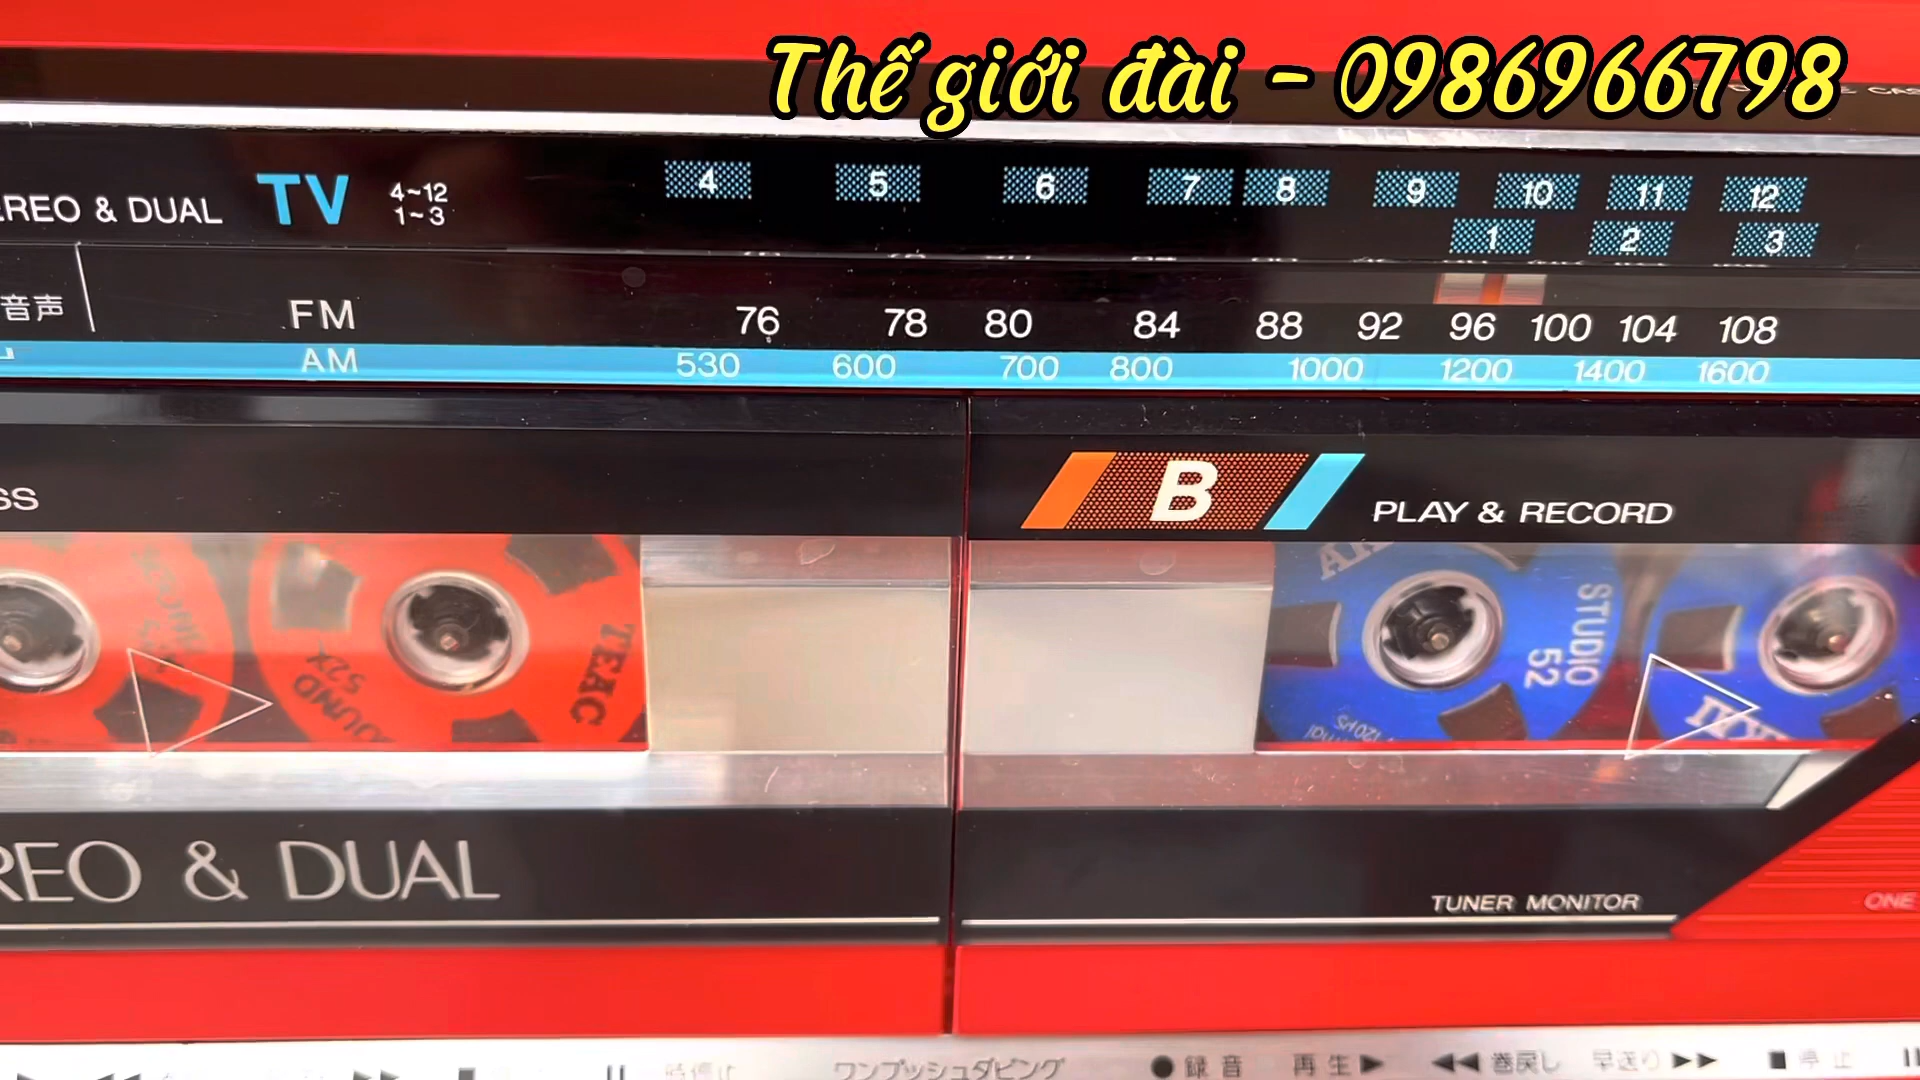 Thế giới đài - 0986966798
EREO & DUAL TV 4~12 1~3
4 5 6 7 8 9 10 11 12
1 2 3
音声 FM 76 78 80 84 88 92 96 100 104 108
AM 530 600 700 800 1000 1200 1400 1600
SS
B PLAY & RECORD
SOUND 52X TEAC
STUDIO 52
REO & DUAL
TUNER MONITOR
ONE
ワンプッシュダビング ● 録音 再生 ▶ ◀◀ 巻戻し 早送り ▶▶ ■ 停止